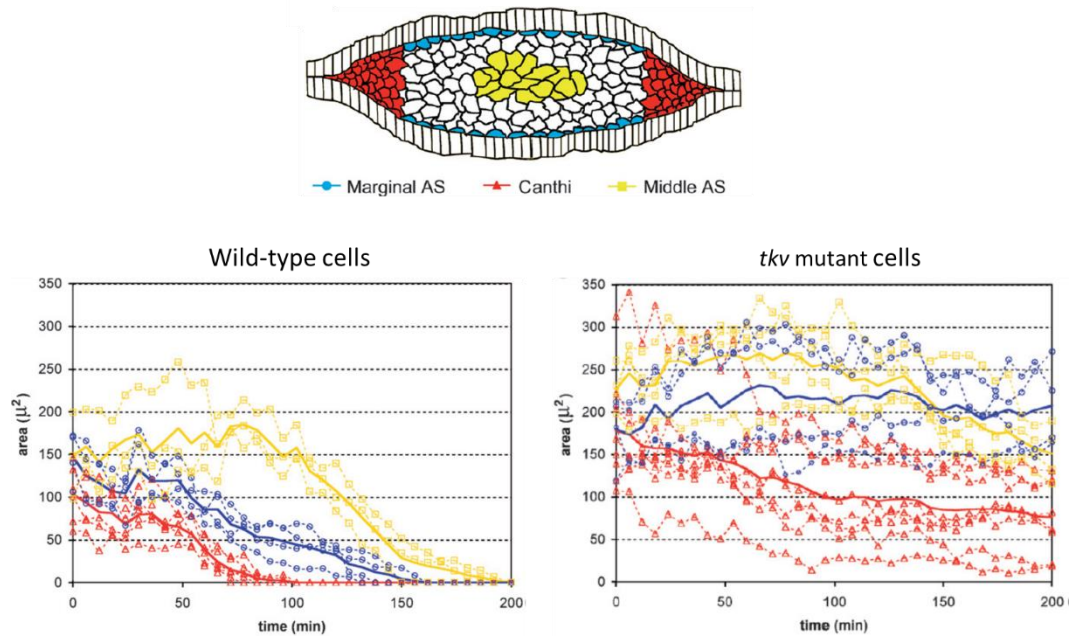 Marginal AS Canthi Middle AS
Wild-type cells
350
300
250
200
150
100
50
0
area (μ²)
0 50 100 150 200
time (min)
tkv mutant cells
350
300
250
200
150
100
50
0
area (μ²)
0 50 100 150 200 (
time (min)